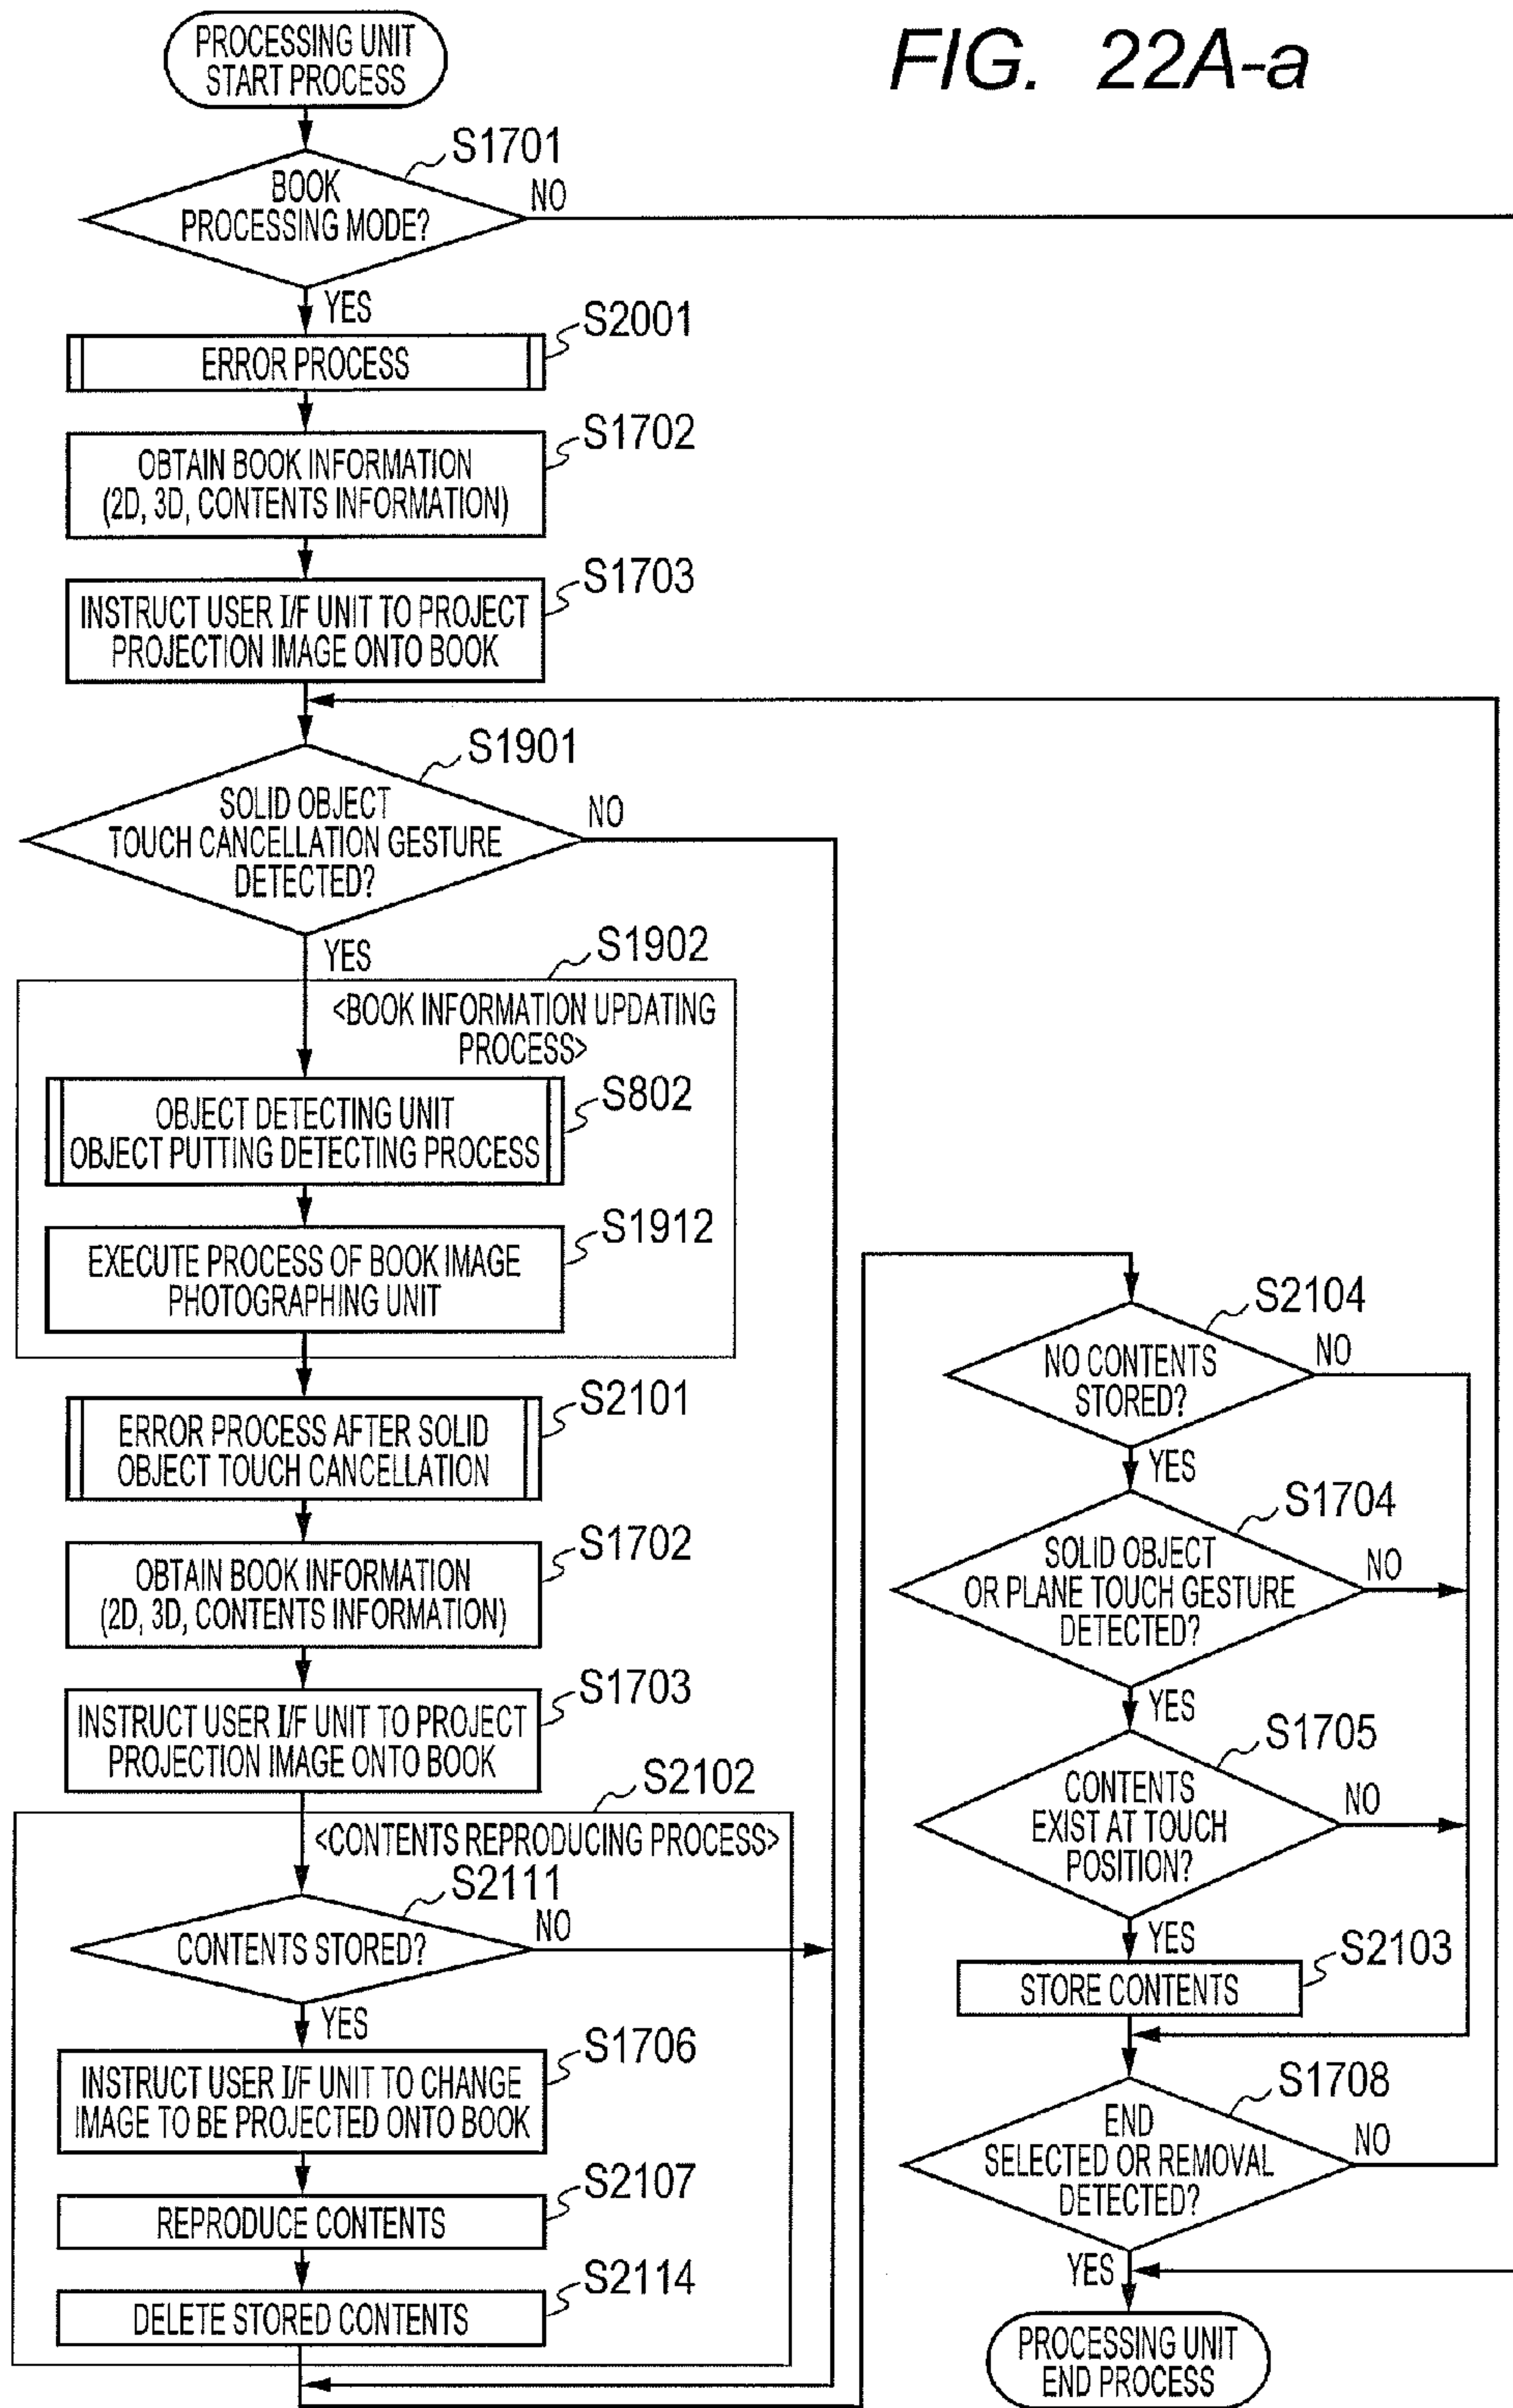 FIG. 22A-a
PROCESSING UNIT
START PROCESS
S1701
BOOK
PROCESSING MODE?
NO
YES
S2001
ERROR PROCESS
S1702
OBTAIN BOOK INFORMATION
(2D, 3D, CONTENTS INFORMATION)
S1703
INSTRUCT USER I/F UNIT TO PROJECT
PROJECTION IMAGE ONTO BOOK
S1901
SOLID OBJECT
TOUCH CANCELLATION GESTURE
DETECTED?
NO
YES
S1902
<BOOK INFORMATION UPDATING
PROCESS>
S802
OBJECT DETECTING UNIT
OBJECT PUTTING DETECTING PROCESS
S1912
EXECUTE PROCESS OF BOOK IMAGE
PHOTOGRAPHING UNIT
S2101
ERROR PROCESS AFTER SOLID
OBJECT TOUCH CANCELLATION
S1702
OBTAIN BOOK INFORMATION
(2D, 3D, CONTENTS INFORMATION)
S1703
INSTRUCT USER I/F UNIT TO PROJECT
PROJECTION IMAGE ONTO BOOK
S2102
<CONTENTS REPRODUCING PROCESS>
S2111
CONTENTS STORED?
NO
YES
S1706
INSTRUCT USER I/F UNIT TO CHANGE
IMAGE TO BE PROJECTED ONTO BOOK
S2107
REPRODUCE CONTENTS
S2114
DELETE STORED CONTENTS
S2104
NO CONTENTS
STORED?
NO
YES
S1704
SOLID OBJECT
OR PLANE TOUCH GESTURE
DETECTED?
NO
YES
S1705
CONTENTS
EXIST AT TOUCH
POSITION?
NO
YES
S2103
STORE CONTENTS
S1708
END
SELECTED OR REMOVAL
DETECTED?
NO
YES
PROCESSING UNIT
END PROCESS